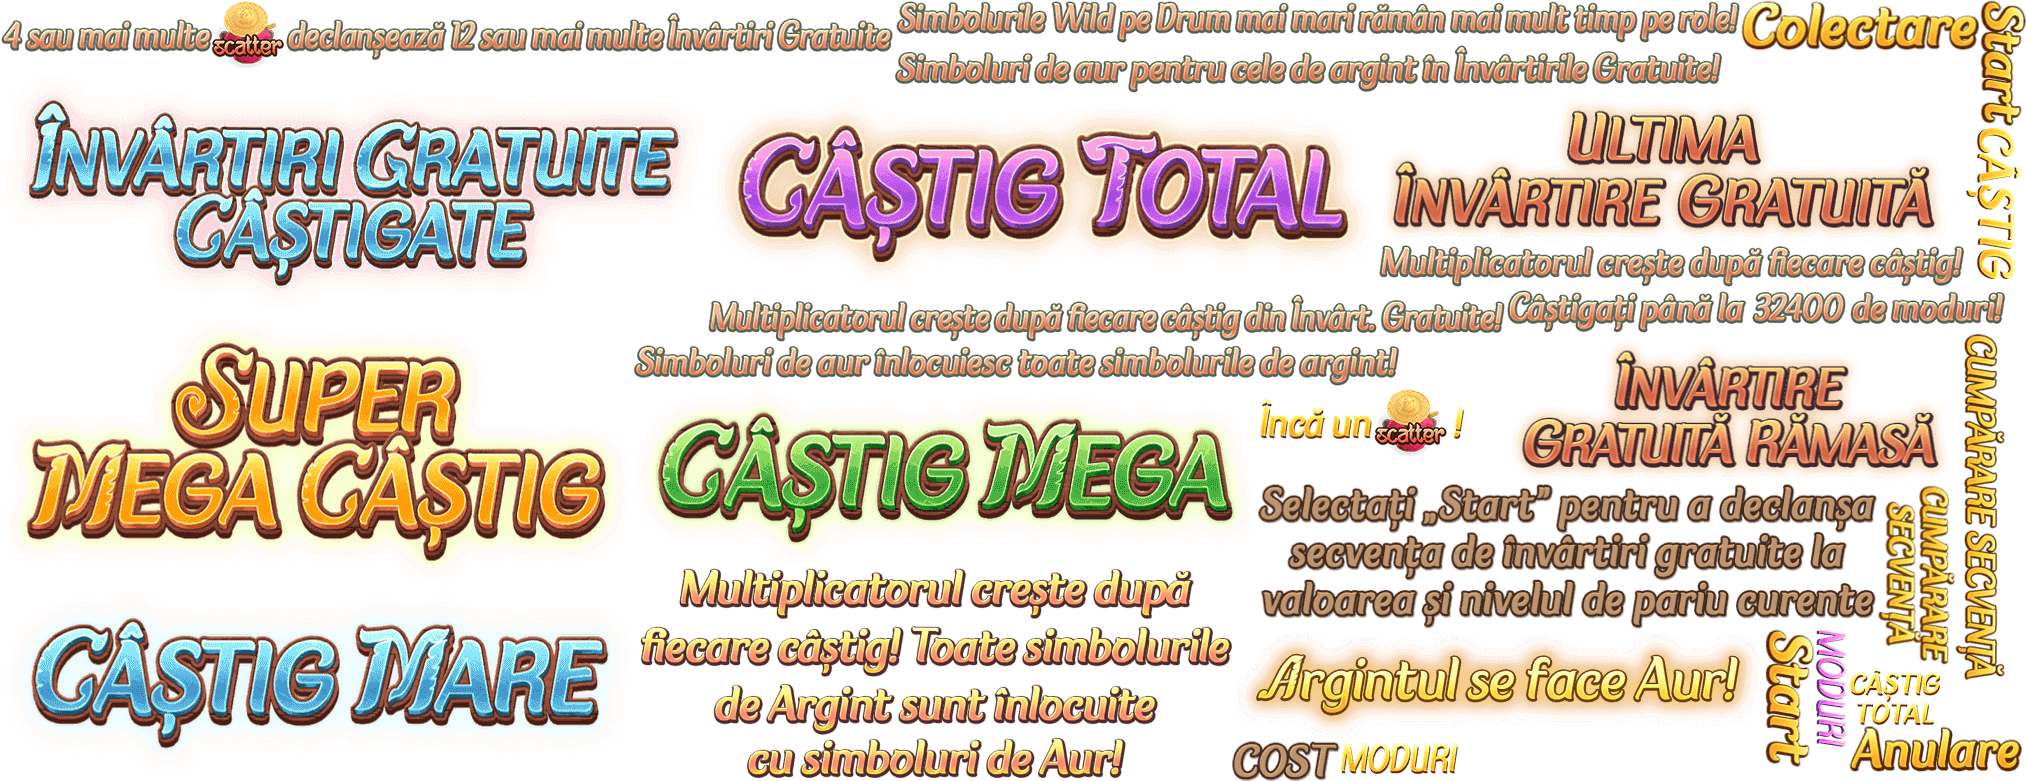 4 sau mai multe scatter declanșează 12 sau mai multe Învârtiri Gratuite
Simbolurile Wild pe Drum mai mari rămân mai mult timp pe role!
Simboluri de aur pentru cele de argint în Învârtirile Gratuite!
Colectare
Start
CÂȘTIG
ÎNVÂRTIRI GRATUITE
CÂȘTIGATE
CÂȘTIG TOTAL
ULTIMA
ÎNVÂRTIRE GRATUITĂ
Multiplicatorul crește după fiecare câștig!
Multiplicatorul crește după fiecare câștig din Învârt. Gratuite!
Câștigați până la 32400 de moduri!
Simboluri de aur înlocuiesc toate simbolurile de argint!
SUPER
MEGA CÂȘTIG
CÂȘTIG MEGA
Încă un scatter !
ÎNVÂRTIRE
GRATUITĂ RĂMASĂ
CUMPĂRARE SECVENȚĂ
Selectați „Start” pentru a declanșa
secvența de învârtiri gratuite la
valoarea și nivelul de pariu curente
CUMPĂRARE
SECVENȚĂ
CÂȘTIG MARE
Multiplicatorul crește după
fiecare câștig! Toate simbolurile
de Argint sunt înlocuite
cu simboluri de Aur!
Argintul se face Aur!
Start
MODURI
CÂȘTIG
TOTAL
Anulare
COST
MODURI